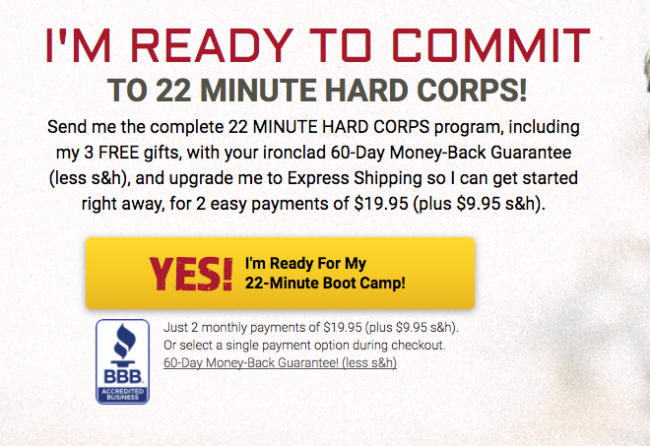 I'M READY TO COMMIT
TO 22 MINUTE HARD CORPS!
Send me the complete 22 MINUTE HARD CORPS program, including
my 3 FREE gifts, with your ironclad 60-Day Money-Back Guarantee
(less s&h), and upgrade me to Express Shipping so I can get started
right away, for 2 easy payments of $19.95 (plus $9.95 s&h).
YES! I'm Ready For My
22-Minute Boot Camp!
Just 2 monthly payments of $19.95 (plus $9.95 s&h).
Or select a single payment option during checkout.
60-Day Money-Back Guarantee! (less s&h)
BBB.
ACCREDITED
BUSINESS